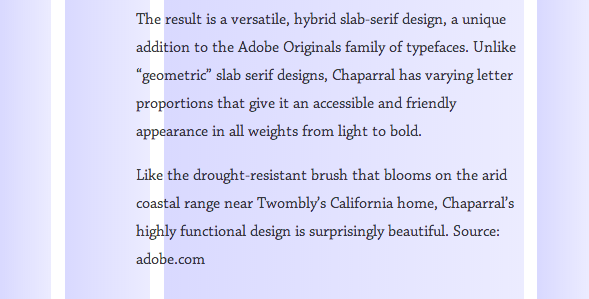 The result is a versatile, hybrid slab-serif design, a unique
addition to the Adobe Originals family of typefaces. Unlike
“geometric” slab serif designs, Chaparral has varying letter
proportions that give it an accessible and friendly
appearance in all weights from light to bold.
Like the drought-resistant brush that blooms on the arid
coastal range near Twombly’s California home, Chaparral’s
highly functional design is surprisingly beautiful. Source:
adobe.com